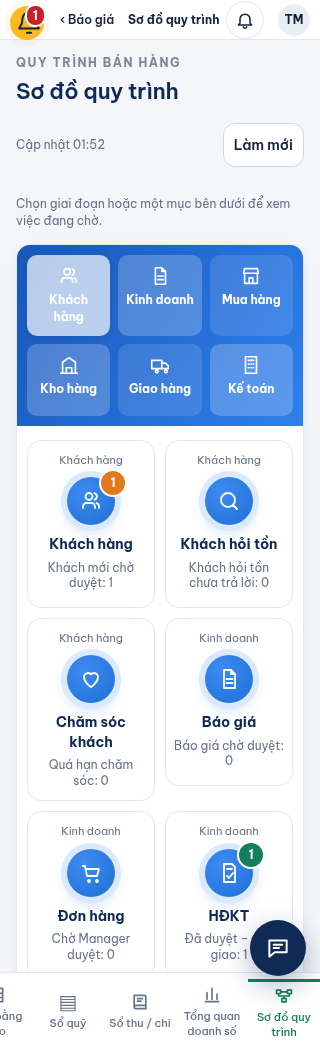 1
‹ Báo giá
Sơ đồ quy trình
TM
QUY TRÌNH BÁN HÀNG
Sơ đồ quy trình
Cập nhật 01:52
Làm mới
Chọn giai đoạn hoặc một mục bên dưới để xem
việc đang chờ.
Khách
hàng
Kinh doanh
Mua hàng
Kho hàng
Giao hàng
Kế toán
Khách hàng
1
Khách hàng
Khách mới chờ
duyệt: 1
Khách hàng
Khách hỏi tồn
Khách hỏi tồn
chưa trả lời: 0
Khách hàng
Chăm sóc
khách
Quá hạn chăm
sóc: 0
Kinh doanh
Báo giá
Báo giá chờ duyệt:
0
Kinh doanh
Đơn hàng
Chờ Manager
duyệt: 0
Kinh doanh
1
HĐKT
Đã duyệt –
giao: 1
Sổ quỹ
Sổ thu / chi
Tổng quan
doanh số
Sơ đồ quy
trình